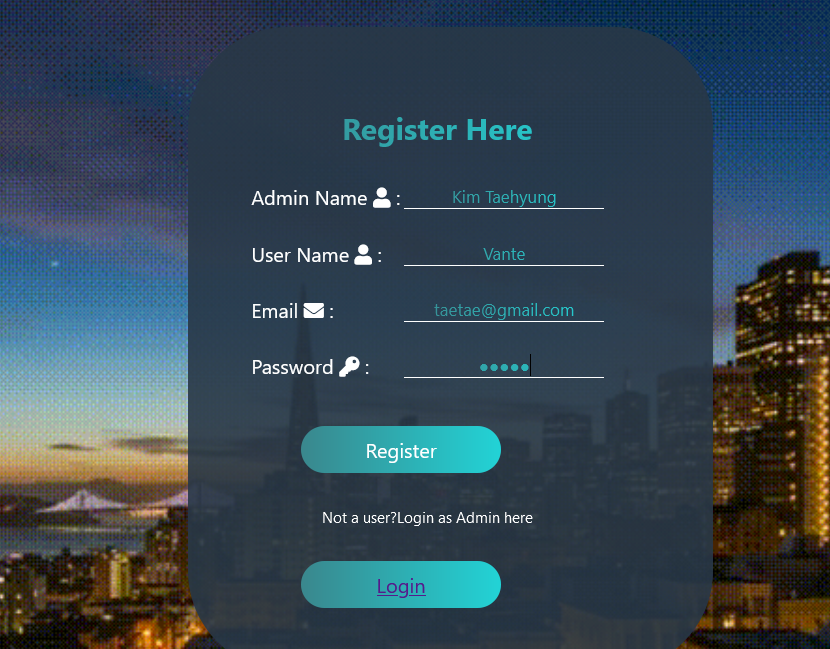 Register Here
Admin Name : Kim Taehyung
User Name : Vante
Email : taetae@gmail.com
Password : •••••
Register
Not a user?Login as Admin here
Login